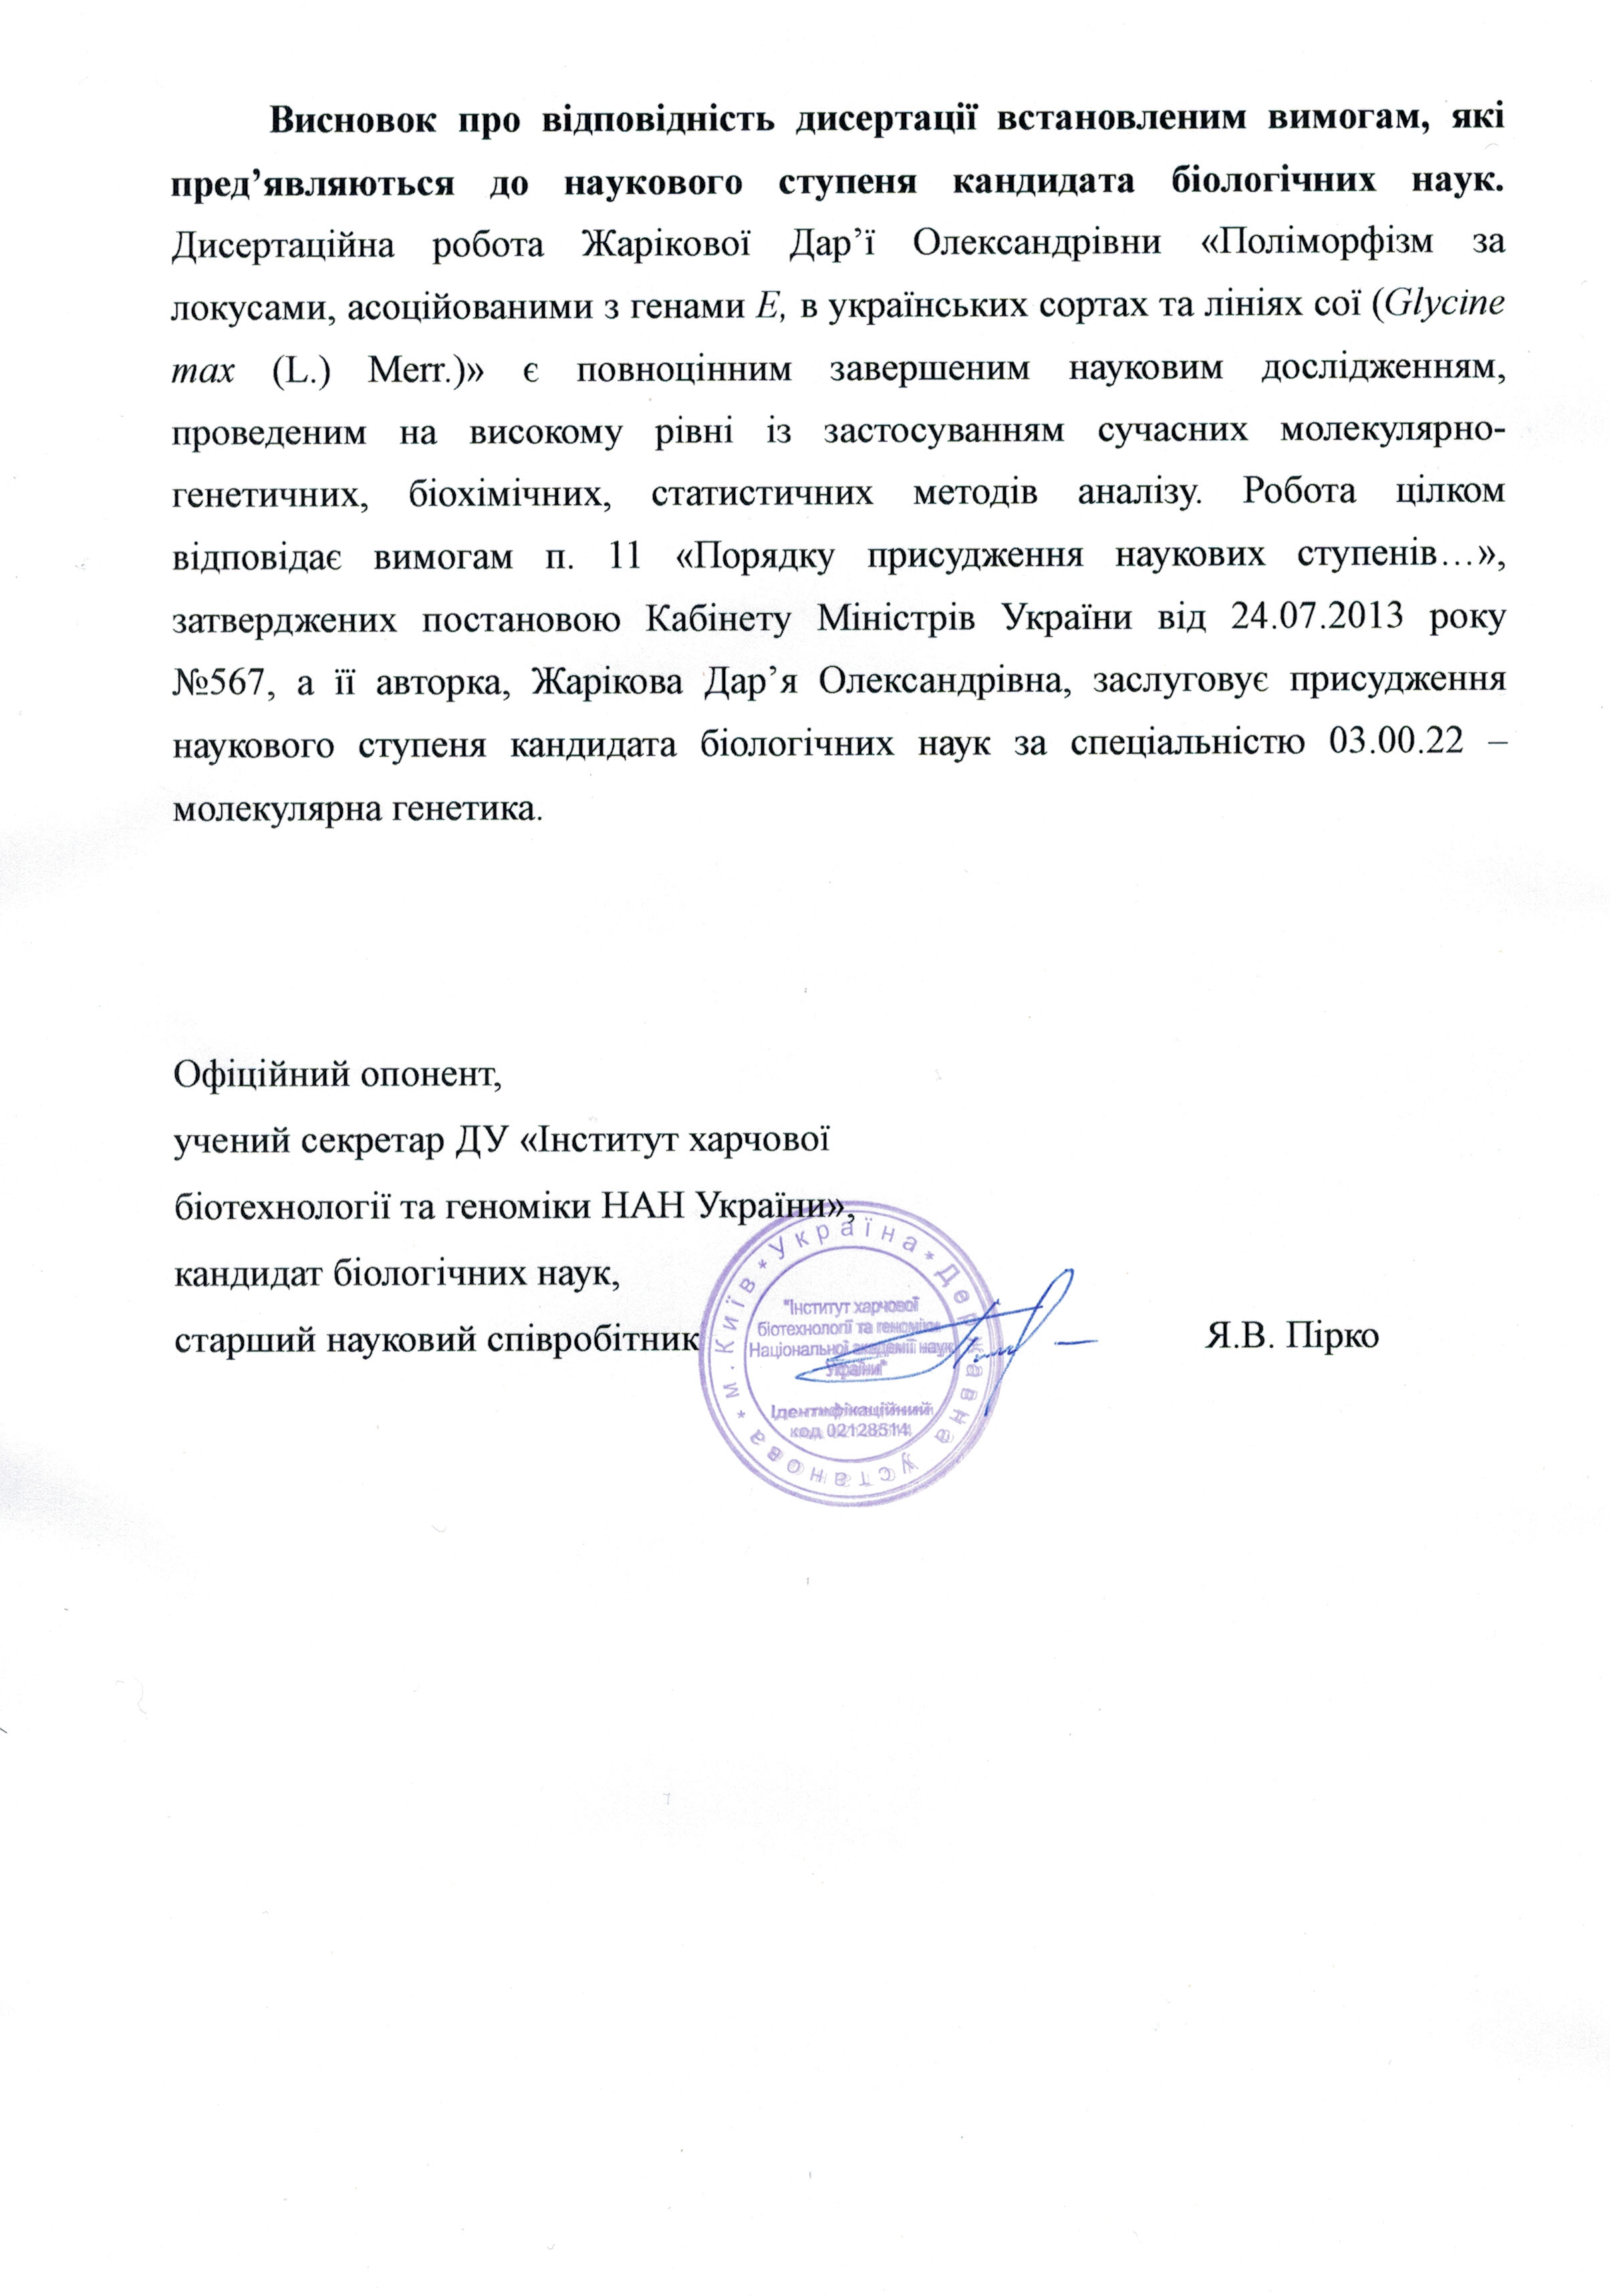 Висновок про відповідність дисертації встановленим вимогам, які
пред’являються до наукового ступеня кандидата біологічних наук.
Дисертаційна робота Жарікової Дар’ї Олександрівни «Поліморфізм за
локусами, асоційованими з генами E, в українських сортах та лініях сої (Glycine
max (L.) Merr.)» є повноцінним завершеним науковим дослідженням,
проведеним на високому рівні із застосуванням сучасних молекулярно-
генетичних, біохімічних, статистичних методів аналізу. Робота цілком
відповідає вимогам п. 11 «Порядку присудження наукових ступенів…»,
затверджених постановою Кабінету Міністрів України від 24.07.2013 року
№567, а її авторка, Жарікова Дар’я Олександрівна, заслуговує присудження
наукового ступеня кандидата біологічних наук за спеціальністю 03.00.22 –
молекулярна генетика.
Офіційний опонент,
учений секретар ДУ «Інститут харчової
біотехнології та геноміки НАН України»,
кандидат біологічних наук,
старший науковий співробітник
Я.В. Пірко
м.Київ*Україна*Державна установа*
"Інститут харчової
біотехнології та геноміки
Національної академії наук
України"
Ідентифікаційний
код 02128514